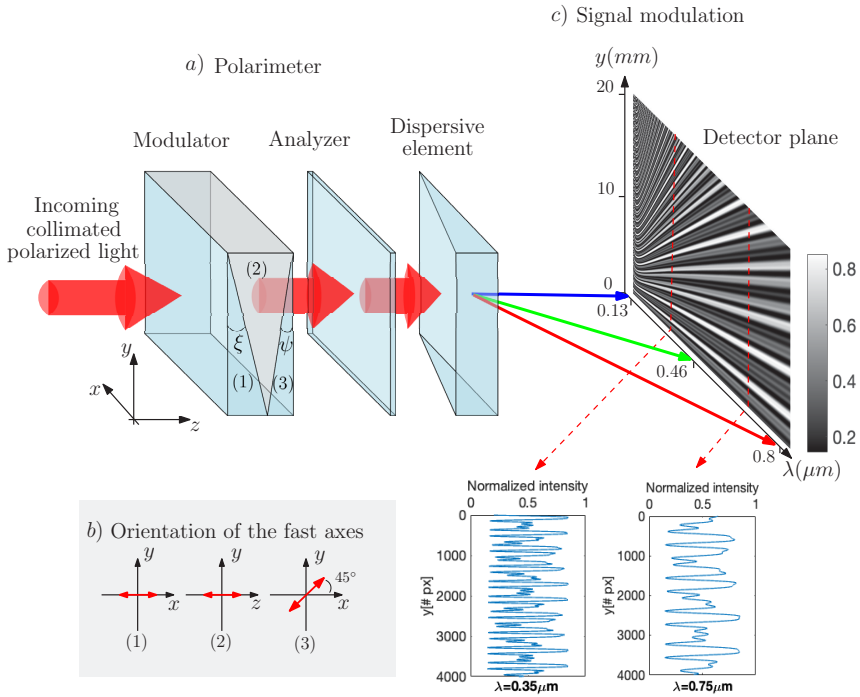 c) Signal modulation
a) Polarimeter
y(mm)
20
10
0
Modulator
Analyzer
Dispersive
element
Detector plane
Incoming
collimated
polarized light
(2)
ξ
ψ
(1)
(3)
y
x
z
0.13
0.46
0.8
λ(μm)
0.8
0.6
0.4
0.2
b) Orientation of the fast axes
y
x
(1)
y
z
(2)
y
45°
x
(3)
Normalized intensity
0 0.5 1
y[# px]
0
1000
2000
3000
4000
λ=0.35μm
Normalized intensity
0 0.5 1
y[# px]
0
1000
2000
3000
4000
λ=0.75μm